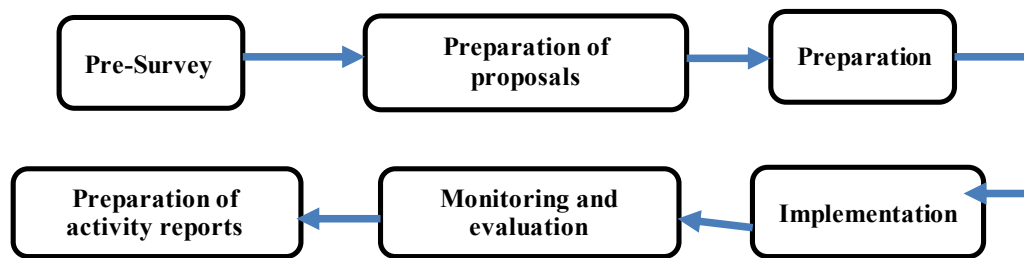 Pre-Survey
Preparation of
proposals
Preparation
Preparation of
activity reports
Monitoring and
evaluation
Implementation